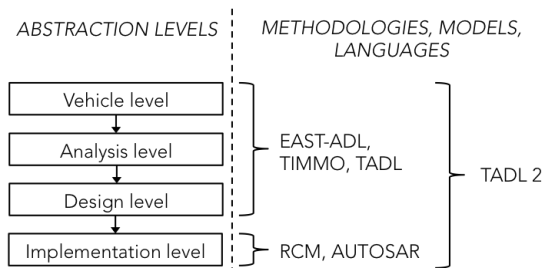 ABSTRACTION LEVELS
METHODOLOGIES, MODELS,
LANGUAGES
Vehicle level
Analysis level
Design level
Implementation level
EAST-ADL,
TIMMO, TADL
RCM, AUTOSAR
TADL 2